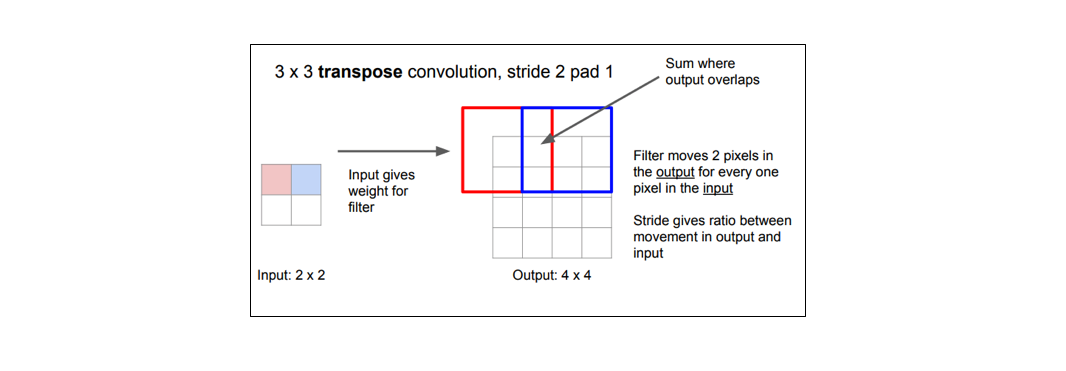 3 x 3 transpose convolution, stride 2 pad 1
Sum where
output overlaps
Input gives
weight for
filter
Filter moves 2 pixels in
the output for every one
pixel in the input
Stride gives ratio between
movement in output and
input
Input: 2 x 2
Output: 4 x 4